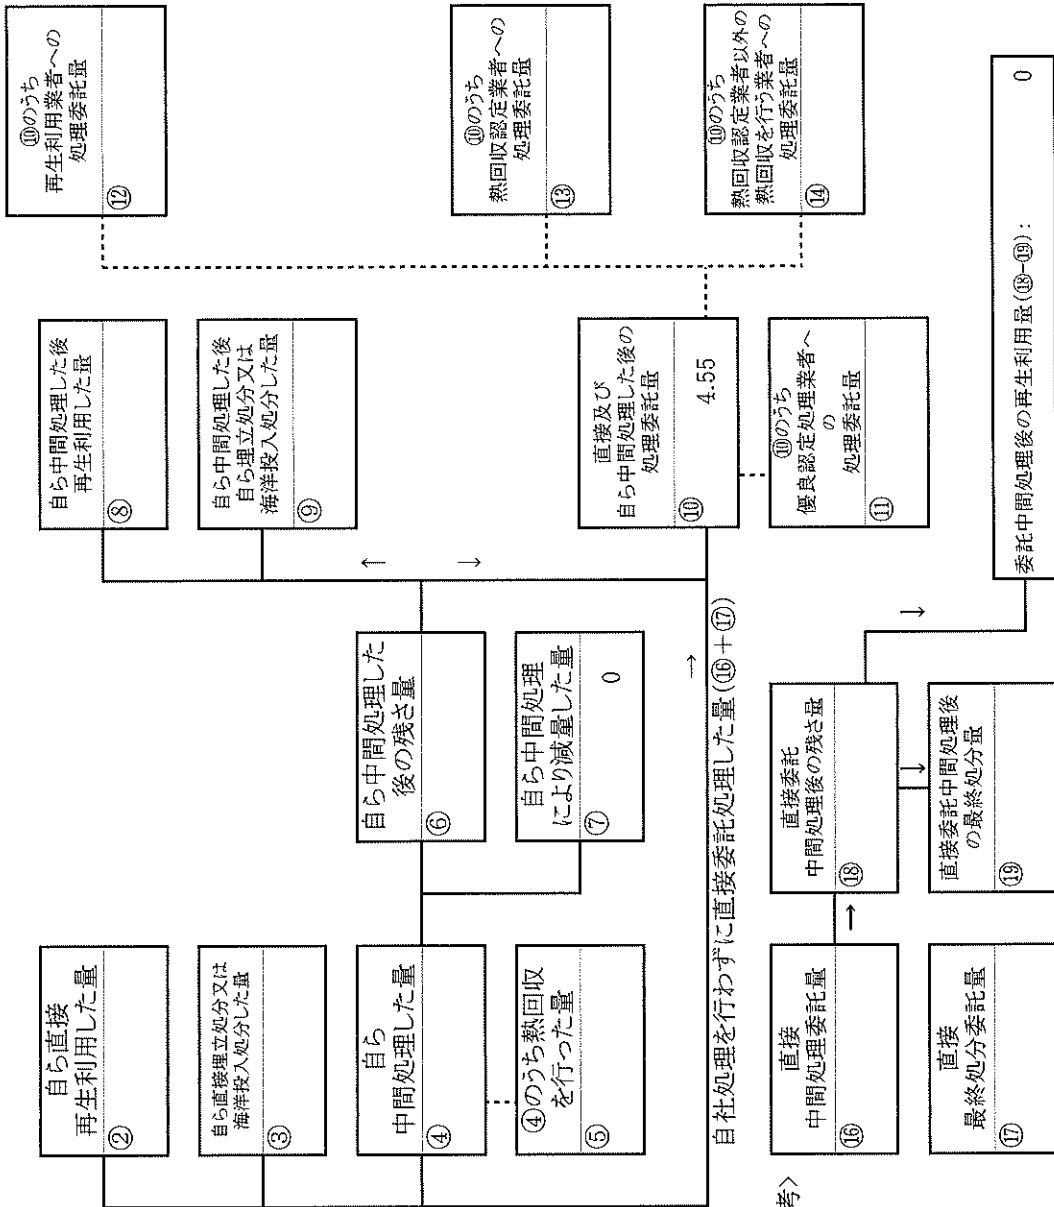 自ら直接
再生利用した量
②
自ら直接埋立処分又は
海洋投入処分した量
③
自ら
中間処理した量
④
④のうち熱回収
を行った量
⑤
自ら中間処理した
後の残さ量
⑥
自ら中間処理
により減量した量
⑦
0
自ら中間処理した後
再生利用した量
⑧
自ら中間処理した後
自ら埋立処分又は
海洋投入処分した量
⑨
直接及び
自ら中間処理した後の
処理委託量
⑩
4.55
⑩のうち
優良認定処理業者へ
の
処理委託量
⑪
⑩のうち
再生利用業者への
処理委託量
⑫
⑩のうち
熱回収認定業者への
処理委託量
⑬
⑩のうち
熱回収認定業者以外の
熱回収を行う業者への
処理委託量
⑭
自社処理を行わずに直接委託処理した量(⑯+⑰)
考>
直接
中間処理委託量
⑯
直接
最終処分委託量
⑰
直接委託
中間処理後の残さ量
⑱
直接委託中間処理後
の最終処分量
⑲
委託中間処理後の再生利用量(⑱-⑲): 0